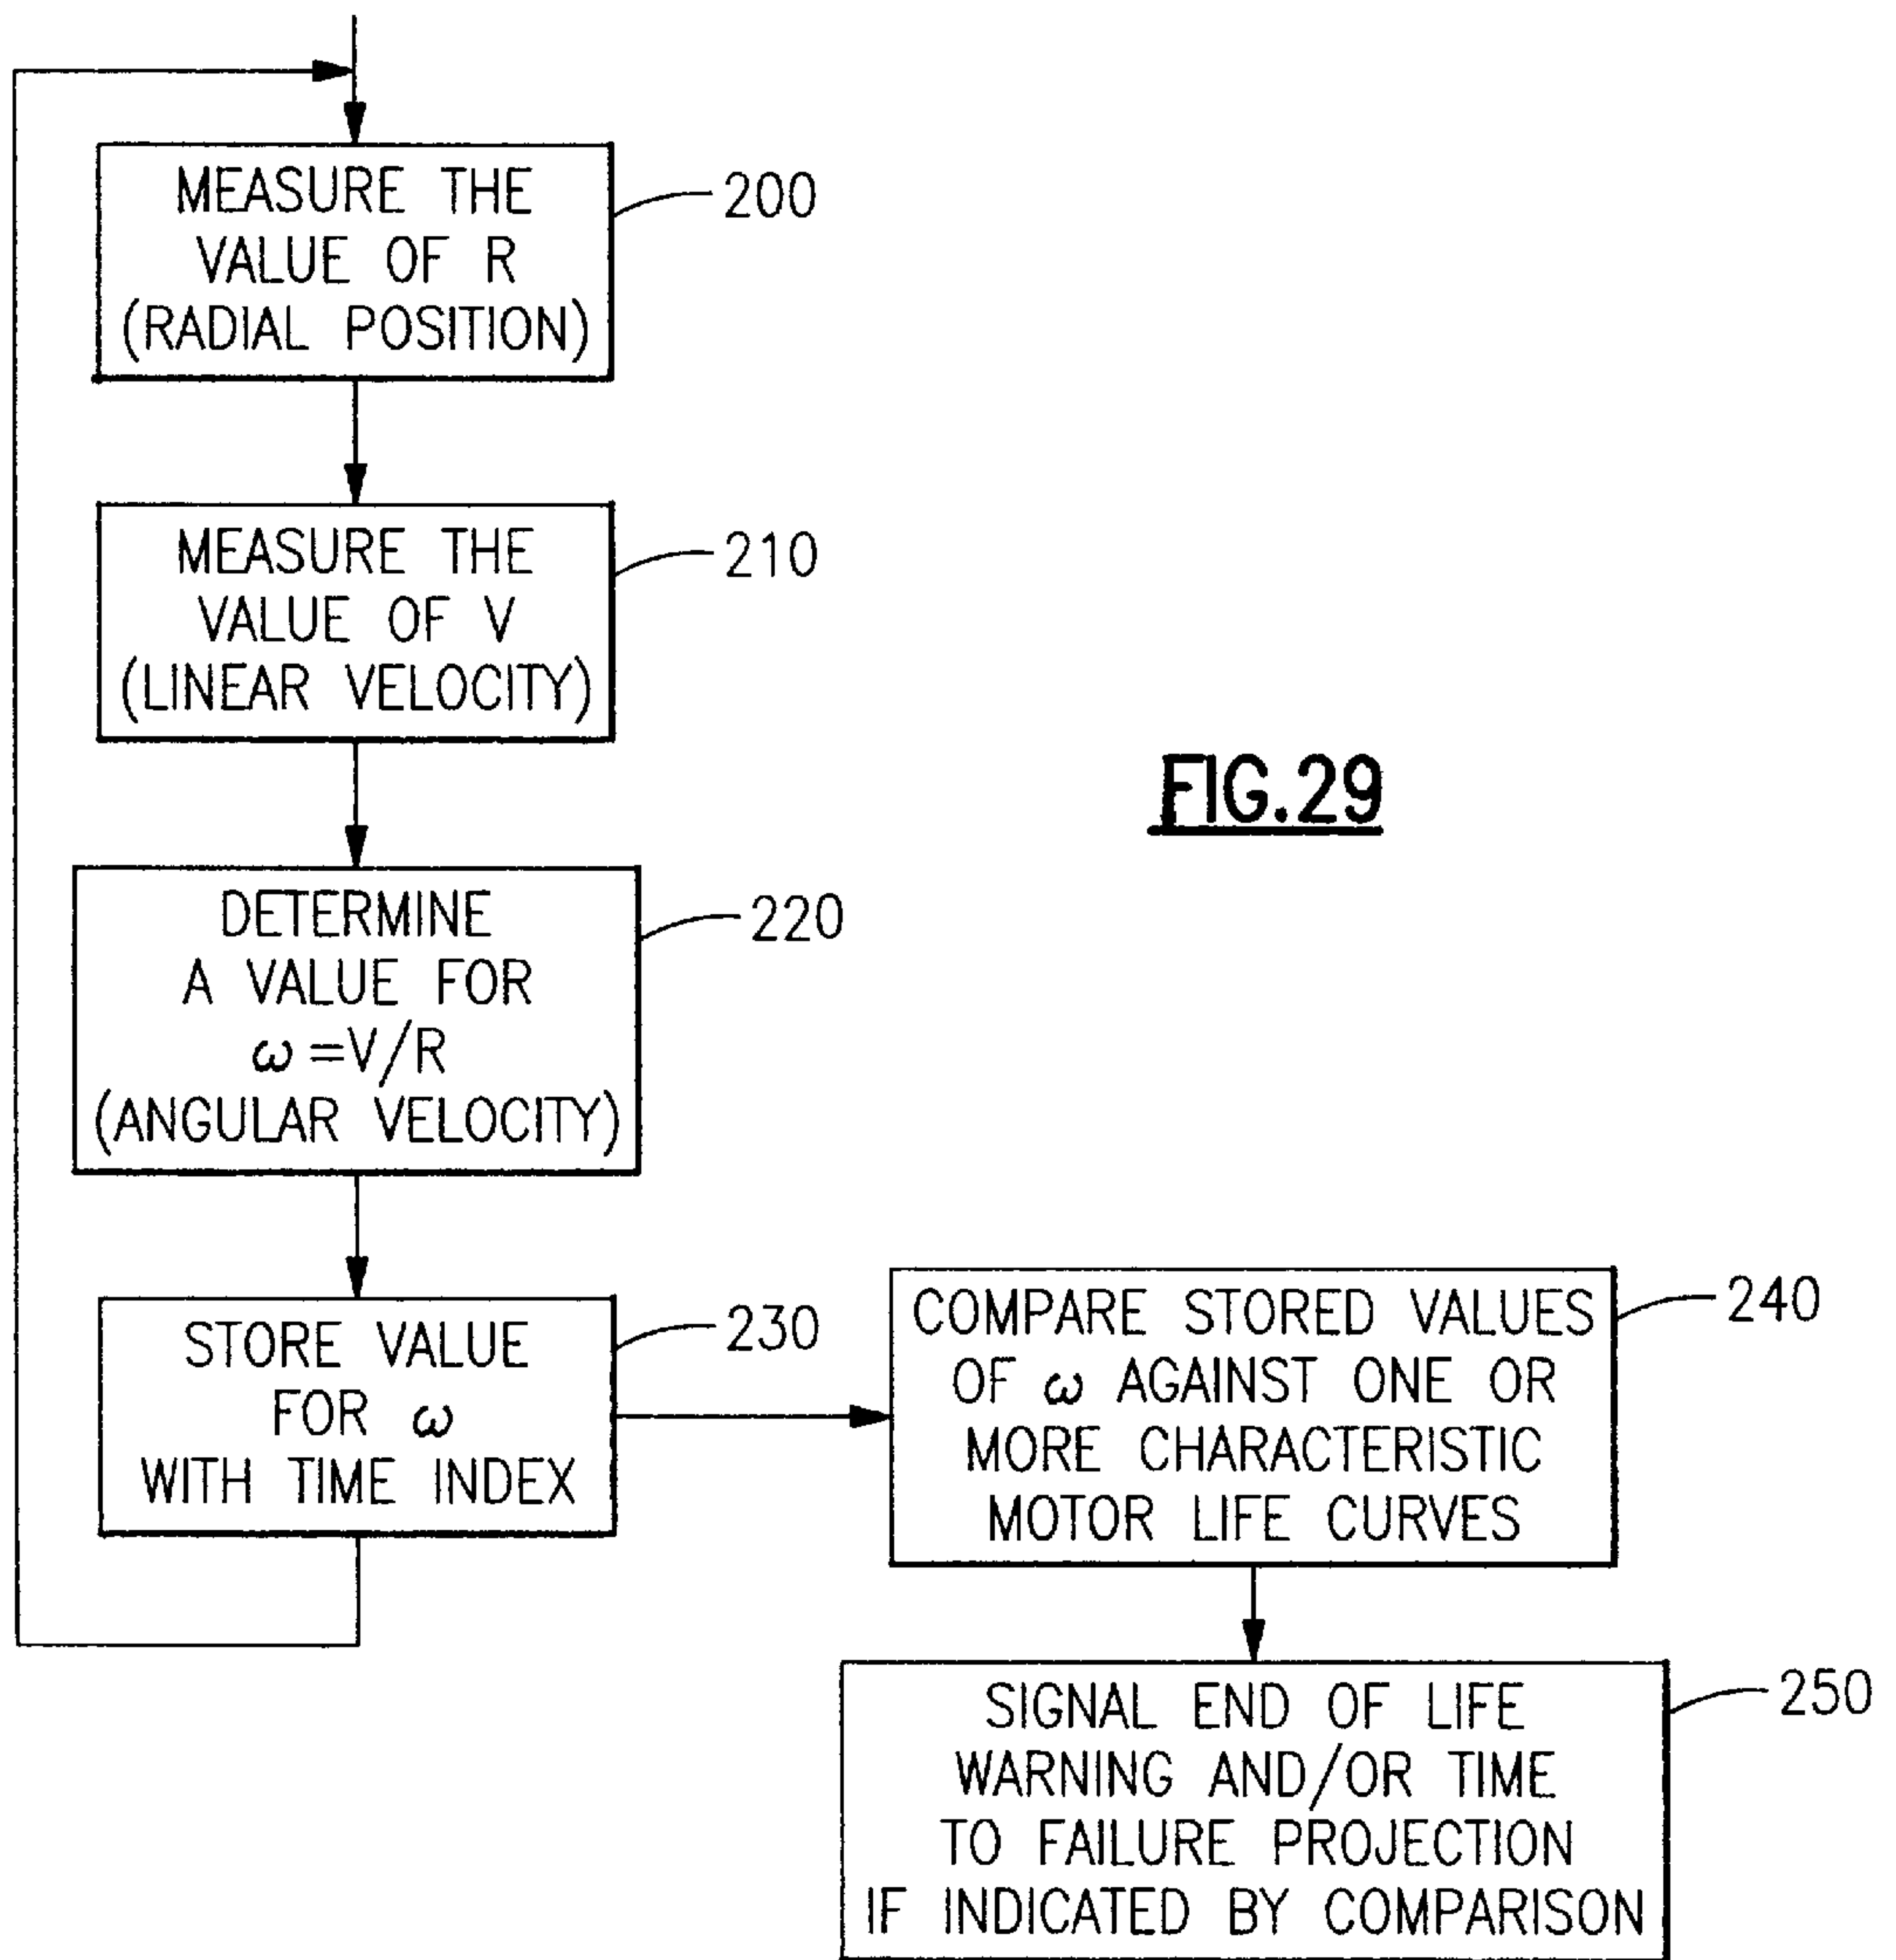 MEASURE THE
VALUE OF R
(RADIAL POSITION)
200
MEASURE THE
VALUE OF V
(LINEAR VELOCITY)
210
FIG.29
DETERMINE
A VALUE FOR
ω=V/R
(ANGULAR VELOCITY)
220
STORE VALUE
FOR ω
WITH TIME INDEX
230
COMPARE STORED VALUES
OF ω AGAINST ONE OR
MORE CHARACTERISTIC
MOTOR LIFE CURVES
240
SIGNAL END OF LIFE
WARNING AND/OR TIME
TO FAILURE PROJECTION
IF INDICATED BY COMPARISON
250